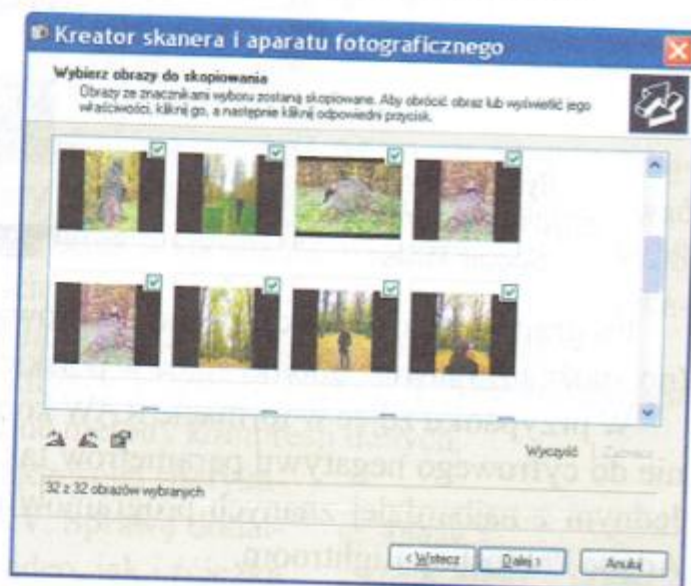 Kreator skanera i aparatu fotograficznego
Wybierz obrazy do skopiowania
Obrazy ze znacznikami wyboru zostaną skopiowane. Aby obrócić obraz lub wyświetlić jego
właściwości, kliknij go, a następnie kliknij odpowiedni przycisk.
Wyczyść
32 z 32 obrazów wybranych
< Wstecz
Dalej >
Anuluj